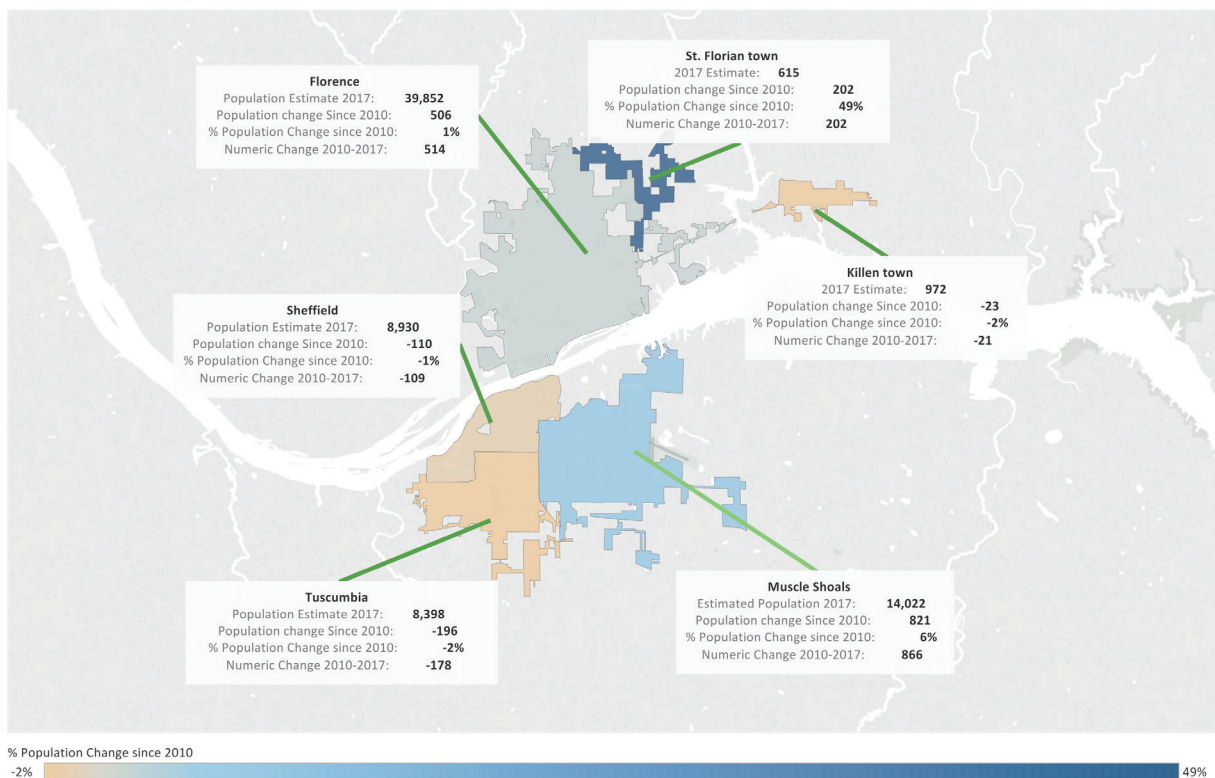 Florence
Population Estimate 2017: 39,852
Population change Since 2010: 506
% Population Change since 2010: 1%
Numeric Change 2010-2017: 514
St. Florian town
2017 Estimate: 615
Population change Since 2010: 202
% Population Change since 2010: 49%
Numeric Change 2010-2017: 202
Killen town
2017 Estimate: 972
Population change Since 2010: -23
% Population Change since 2010: -2%
Numeric Change 2010-2017: -21
Sheffield
Population Estimate 2017: 8,930
Population change Since 2010: -110
% Population Change since 2010: -1%
Numeric Change 2010-2017: -109
Tuscumbia
Population Estimate 2017: 8,398
Population change Since 2010: -196
% Population Change since 2010: -2%
Numeric Change 2010-2017: -178
Muscle Shoals
Estimated Population 2017: 14,022
Population change Since 2010: 821
% Population Change since 2010: 6%
Numeric Change 2010-2017: 866
% Population Change since 2010
-2% 49%